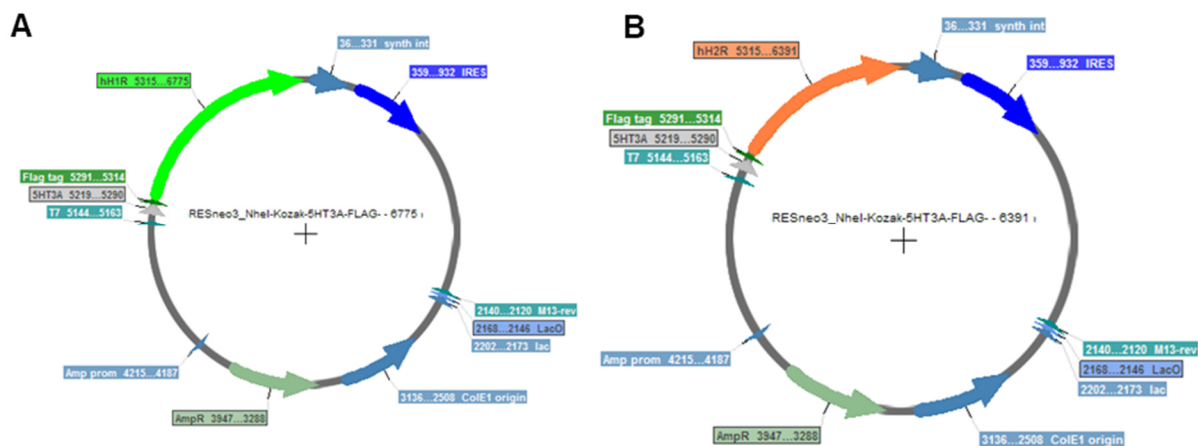 A
36...331 synth int
hH1R 5315...6775
359...932 IRES
Flag tag 5291...5314
5HT3A 5219...5290
T7 5144...5163
RESneo3_NheI-Kozak-5HT3A-FLAG- - 6775
2140...2120 M13-rev
2168...2146 LacO
2202...2173 lac
Amp prom 4215...4187
3136...2508 ColE1 origin
AmpR 3947...3288
B
36...331 synth int
hH2R 5315...6391
359...932 IRES
Flag tag 5291...5314
5HT3A 5219...5290
T7 5144...5163
RESneo3_NheI-Kozak-5HT3A-FLAG- - 6391
2140...2120 M13-rev
2168...2146 LacO
2202...2173 lac
Amp prom 4215...4187
AmpR 3947...3288
3136...2508 ColE1 origin